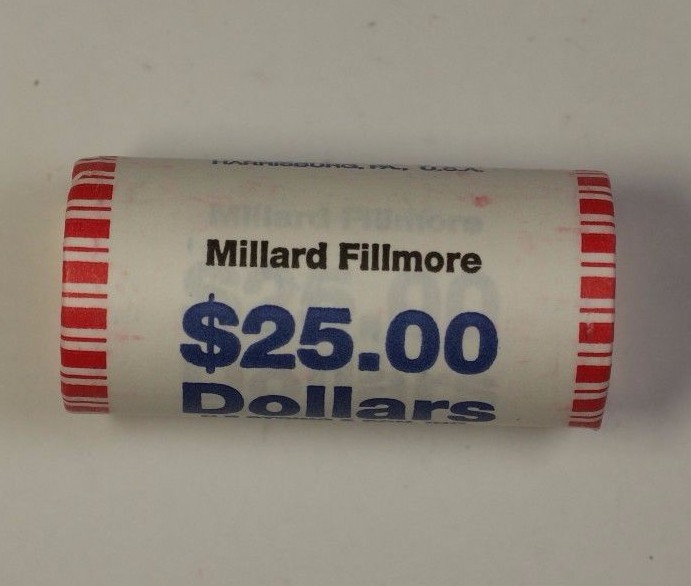 HARRISBURG, PA, U.S.A.
Millard Fillmore
$25.00
Dollars